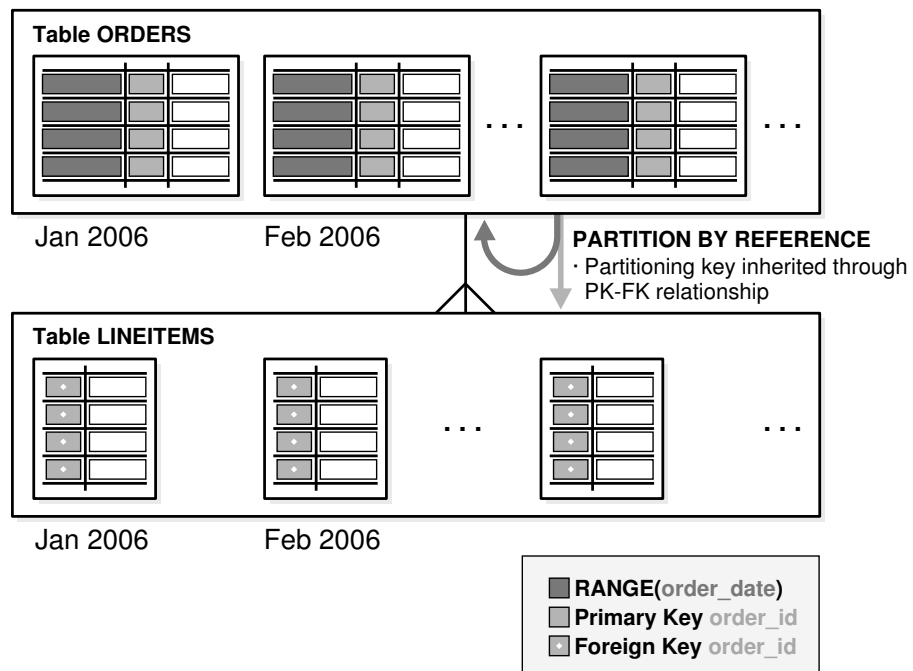 Table ORDERS
. . .
. . .
Jan 2006
Feb 2006
PARTITION BY REFERENCE
· Partitioning key inherited through
PK-FK relationship
Table LINEITEMS
. . .
. . .
Jan 2006
Feb 2006
RANGE(order_date)
Primary Key order_id
Foreign Key order_id